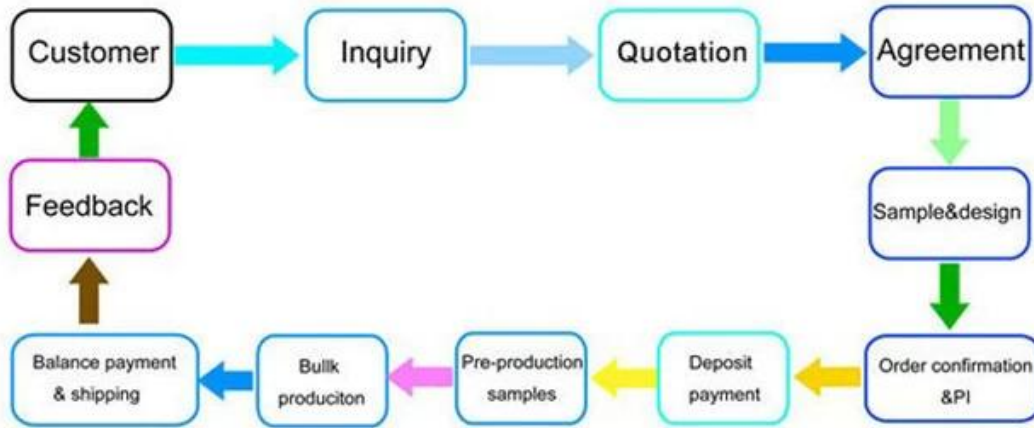 Customer
Inquiry
Quotation
Agreement
Sample&design
Order confirmation
&PI
Deposit
payment
Pre-production
samples
Bullk
produciton
Balance payment
& shipping
Feedback